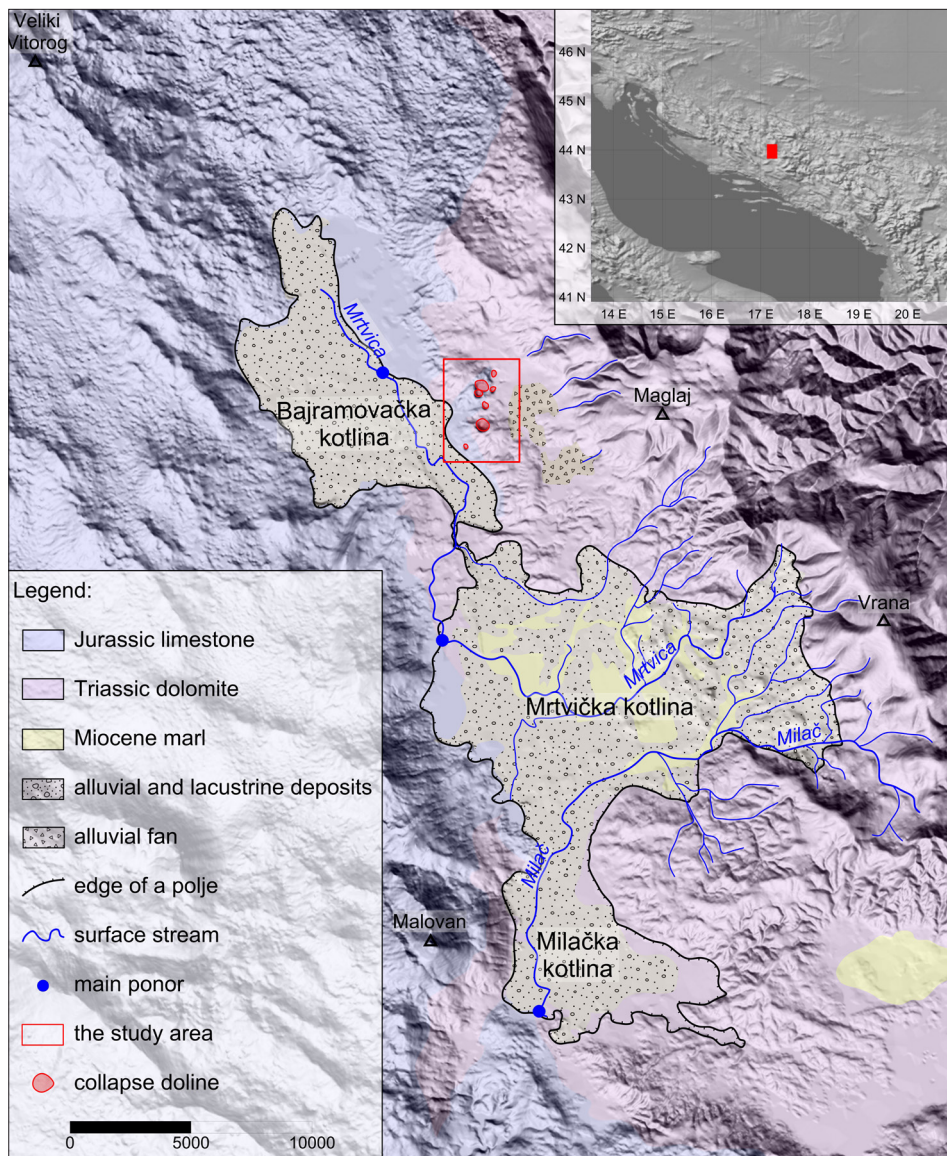 Veliki
Vitorog
46 N
45 N
44 N
43 N
42 N
41 N
14 E
15 E
16 E
17 E
18 E
19 E
20 E
Mrtvica
Maglaj
Bajramovačka
kotlina
Vrana
Mrtvica
Mrtvička kotlina
Milač
Milač
Malovan
Milačka
kotlina
Legend:
Jurassic limestone
Triassic dolomite
Miocene marl
alluvial and lacustrine deposits
alluvial fan
edge of a polje
surface stream
main ponor
the study area
collapse doline
0
5000
10000